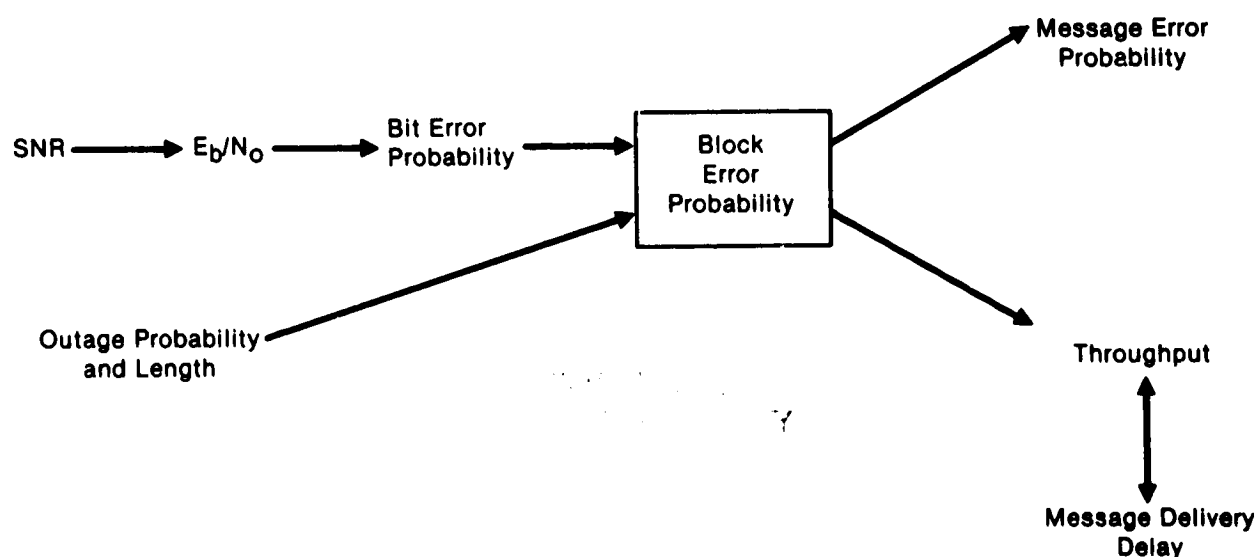 Message Error
Probability
SNR
E_b/N_o
Bit Error
Probability
Block
Error
Probability
Outage Probability
and Length
Throughput
Message Delivery
Delay